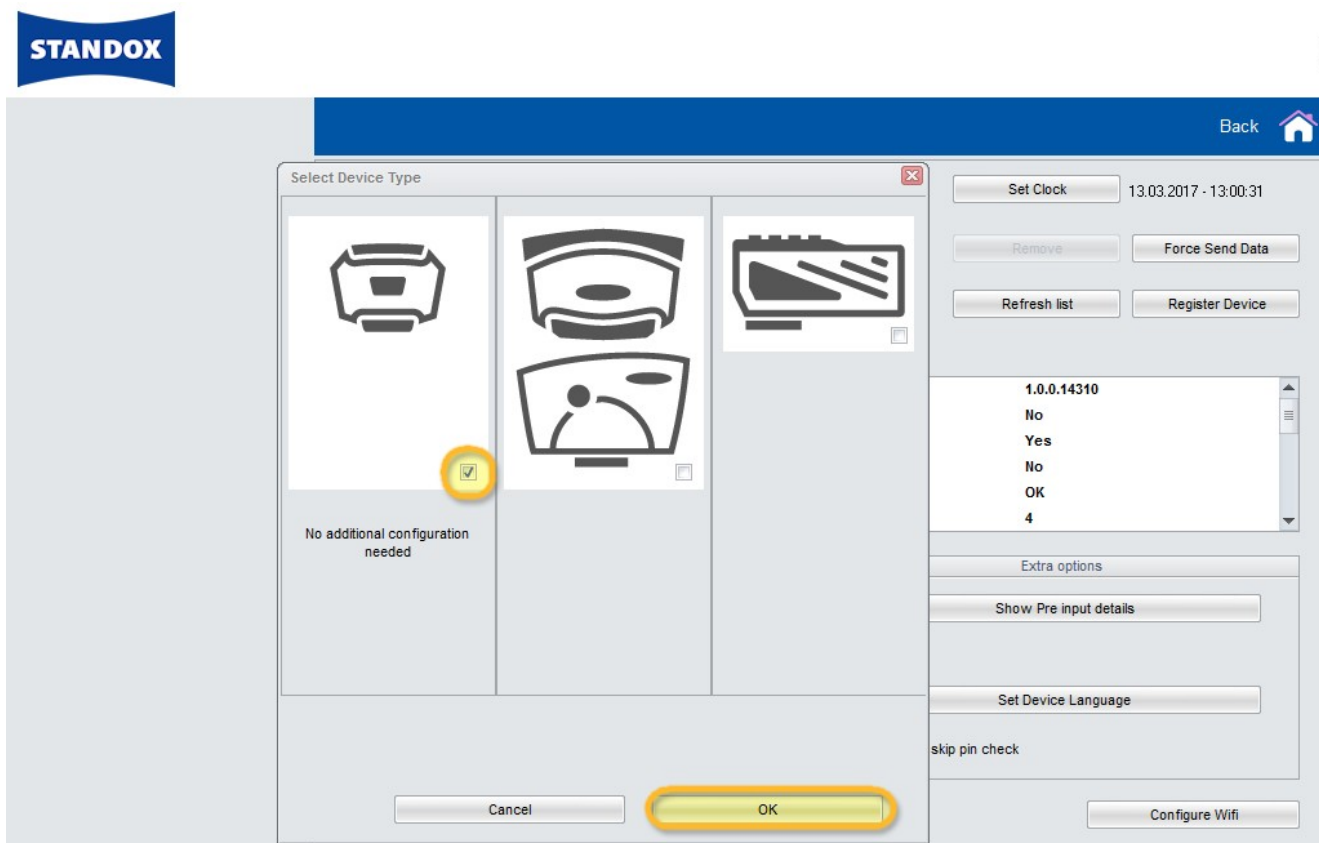 STANDOX
Back
Select Device Type
Set Clock
13.03.2017 - 13:00:31
Remove
Force Send Data
Refresh list
Register Device
1.0.0.14310
No
Yes
No
OK
4
No additional configuration
needed
Extra options
Show Pre input details
Set Device Language
skip pin check
Cancel
OK
Configure Wifi